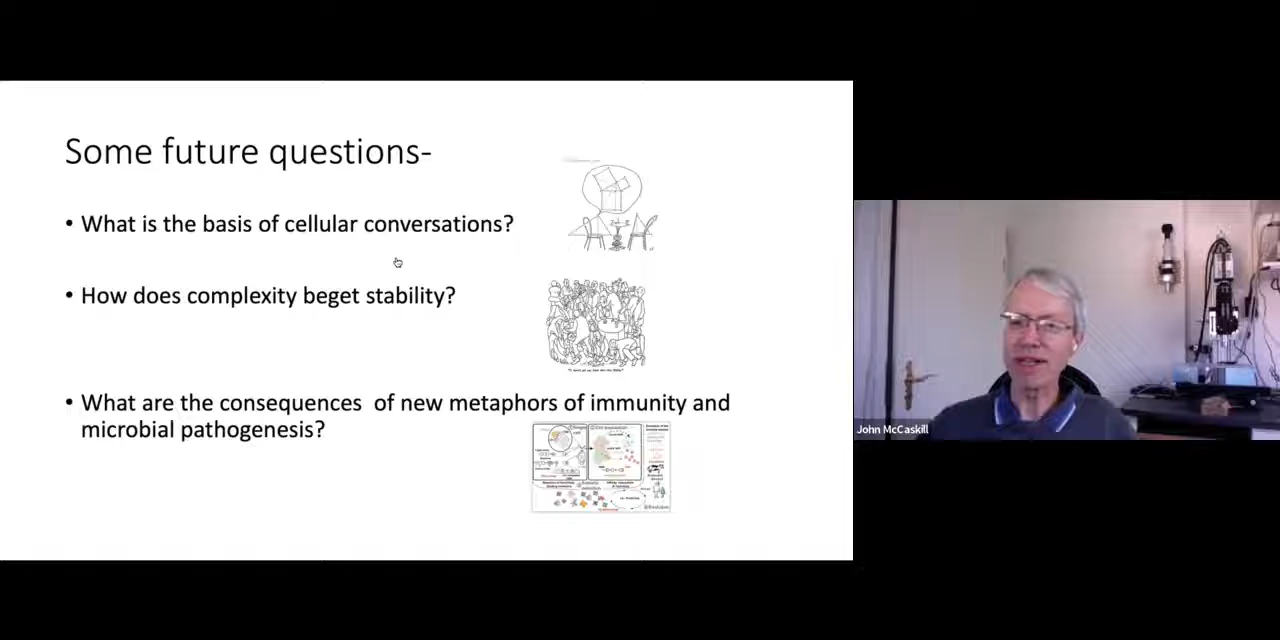 Some future questions-
• What is the basis of cellular conversations?
• How does complexity beget stability?
• What are the consequences of new metaphors of immunity and
microbial pathogenesis?
John McCaskill